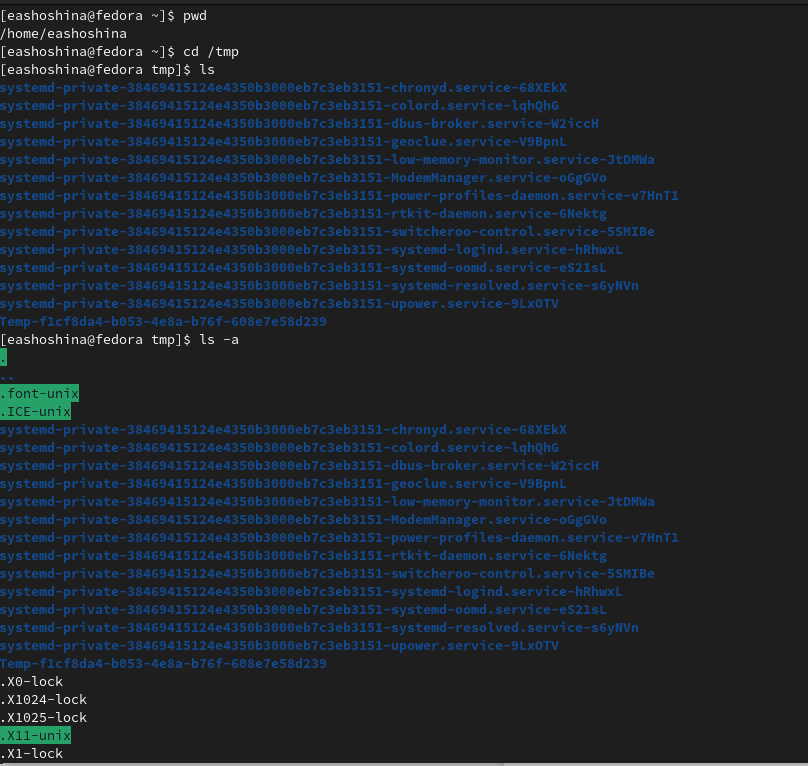 [eashoshina@fedora ~]$ pwd
/home/eashoshina
[eashoshina@fedora ~]$ cd /tmp
[eashoshina@fedora tmp]$ ls
systemd-private-38469415124e4350b3000eb7c3eb3151-chronyd.service-68XEkX
systemd-private-38469415124e4350b3000eb7c3eb3151-colord.service-lqhQhG
systemd-private-38469415124e4350b3000eb7c3eb3151-dbus-broker.service-W2iccH
systemd-private-38469415124e4350b3000eb7c3eb3151-geoclue.service-V9BpnL
systemd-private-38469415124e4350b3000eb7c3eb3151-low-memory-monitor.service-JtDMWa
systemd-private-38469415124e4350b3000eb7c3eb3151-ModemManager.service-oGgGVo
systemd-private-38469415124e4350b3000eb7c3eb3151-power-profiles-daemon.service-v7HnT1
systemd-private-38469415124e4350b3000eb7c3eb3151-rtkit-daemon.service-6Nektg
systemd-private-38469415124e4350b3000eb7c3eb3151-switcheroo-control.service-5SMIBe
systemd-private-38469415124e4350b3000eb7c3eb3151-systemd-logind.service-hRhwxL
systemd-private-38469415124e4350b3000eb7c3eb3151-systemd-oomd.service-eS21sL
systemd-private-38469415124e4350b3000eb7c3eb3151-systemd-resolved.service-s6yNVn
systemd-private-38469415124e4350b3000eb7c3eb3151-upower.service-9LxOTV
Temp-f1cf8da4-b053-4e8a-b76f-608e7e58d239
[eashoshina@fedora tmp]$ ls -a
.
..
.font-unix
.ICE-unix
systemd-private-38469415124e4350b3000eb7c3eb3151-chronyd.service-68XEkX
systemd-private-38469415124e4350b3000eb7c3eb3151-colord.service-lqhQhG
systemd-private-38469415124e4350b3000eb7c3eb3151-dbus-broker.service-W2iccH
systemd-private-38469415124e4350b3000eb7c3eb3151-geoclue.service-V9BpnL
systemd-private-38469415124e4350b3000eb7c3eb3151-low-memory-monitor.service-JtDMWa
systemd-private-38469415124e4350b3000eb7c3eb3151-ModemManager.service-oGgGVo
systemd-private-38469415124e4350b3000eb7c3eb3151-power-profiles-daemon.service-v7HnT1
systemd-private-38469415124e4350b3000eb7c3eb3151-rtkit-daemon.service-6Nektg
systemd-private-38469415124e4350b3000eb7c3eb3151-switcheroo-control.service-5SMIBe
systemd-private-38469415124e4350b3000eb7c3eb3151-systemd-logind.service-hRhwxL
systemd-private-38469415124e4350b3000eb7c3eb3151-systemd-oomd.service-eS21sL
systemd-private-38469415124e4350b3000eb7c3eb3151-systemd-resolved.service-s6yNVn
systemd-private-38469415124e4350b3000eb7c3eb3151-upower.service-9LxOTV
Temp-f1cf8da4-b053-4e8a-b76f-608e7e58d239
.X0-lock
.X1024-lock
.X1025-lock
.X11-unix
.X1-lock